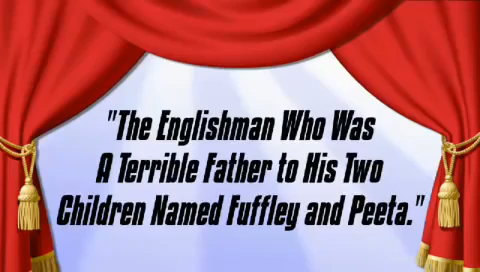 "The Englishman Who Was
A Terrible Father to His Two
Children Named Fuffley and Peeta."